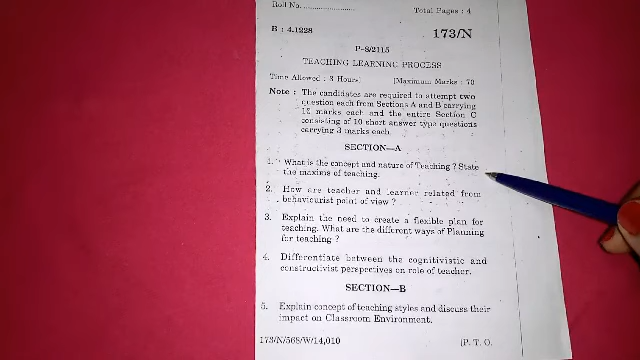 Roll No.
Total Pages : 4
B : 4.1228
173/N
P-8/2115
TEACHING LEARNING PROCESS
Time Allowed : 3 Hours] [Maximum Marks : 70
Note : The candidates are required to attempt two
question each from Sections A and B carrying
10 marks each and the entire Section C
consisting of 10 short answer type questions
carrying 3 marks each.
SECTION—A
1. What is the concept and nature of Teaching ? State
the maxims of teaching.
2. How are teacher and learner related from
behaviourist point of view ?
3. Explain the need to create a flexible plan for
teaching. What are the different ways of Planning
for teaching ?
4. Differentiate between the cognitivistic and
constructivist perspectives on role of teacher.
SECTION—B
5. Explain concept of teaching styles and discuss their
impact on Classroom Environment.
173/N/568/W/14,010 [P. T. O.